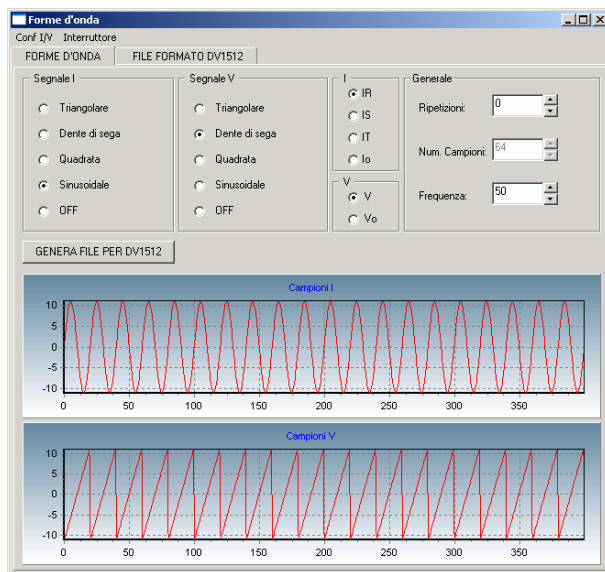 Forme d'onda
Conf I/V Interruttore
FORME D'ONDA FILE FORMATO DV1512
Segnale I
Triangolare
Dente di sega
Quadrata
Sinusoidale
OFF
Segnale V
Triangolare
Dente di sega
Quadrata
Sinusoidale
OFF
I
IR
IS
IT
Io
V
V
Vo
Generale
Ripetizioni: 0
Num. Campioni: 64
Frequenza: 50
GENERA FILE PER DV1512
Campioni I
10
5
0
-5
-10
0 50 100 150 200 250 300 350
Campioni V
10
5
0
-5
-10
0 50 100 150 200 250 300 350